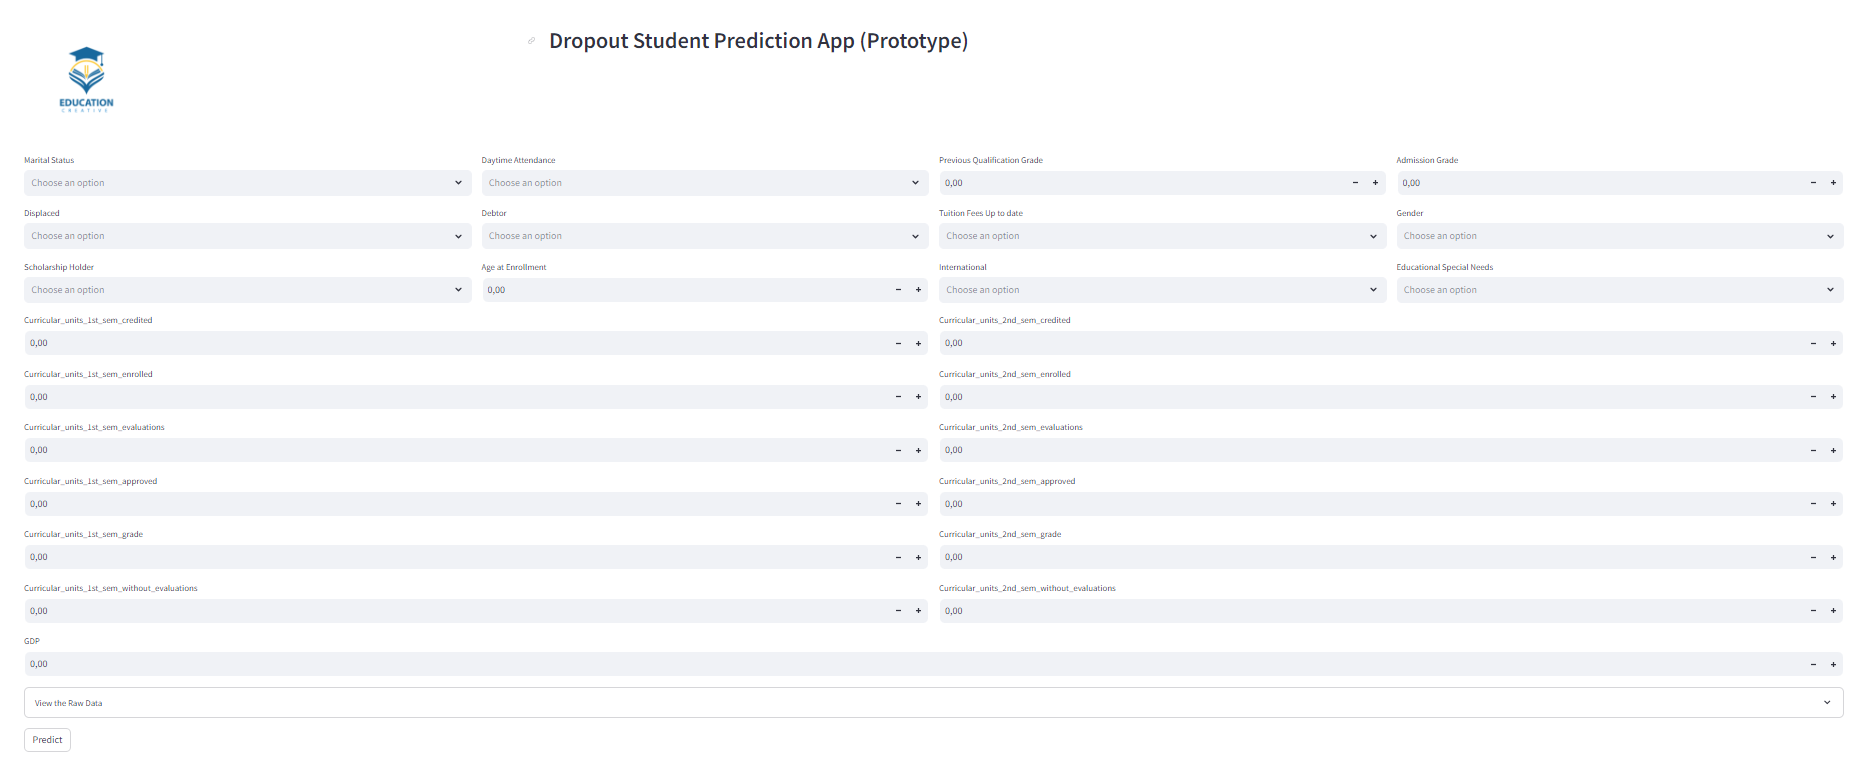 Dropout Student Prediction App (Prototype)
EDUCATION
CREATIVE
Marital Status Daytime Attendance Previous Qualification Grade Admission Grade
Choose an option Choose an option 0,00 0,00
Displaced Debtor Tuition Fees Up to date Gender
Choose an option Choose an option Choose an option Choose an option
Scholarship Holder Age at Enrollment International Educational Special Needs
Choose an option 0,00 Choose an option Choose an option
Curricular_units_1st_sem_credited Curricular_units_2nd_sem_credited
0,00 0,00
Curricular_units_1st_sem_enrolled Curricular_units_2nd_sem_enrolled
0,00 0,00
Curricular_units_1st_sem_evaluations Curricular_units_2nd_sem_evaluations
0,00 0,00
Curricular_units_1st_sem_approved Curricular_units_2nd_sem_approved
0,00 0,00
Curricular_units_1st_sem_grade Curricular_units_2nd_sem_grade
0,00 0,00
Curricular_units_1st_sem_without_evaluations Curricular_units_2nd_sem_without_evaluations
0,00 0,00
GDP
0,00
View the Raw Data
Predict